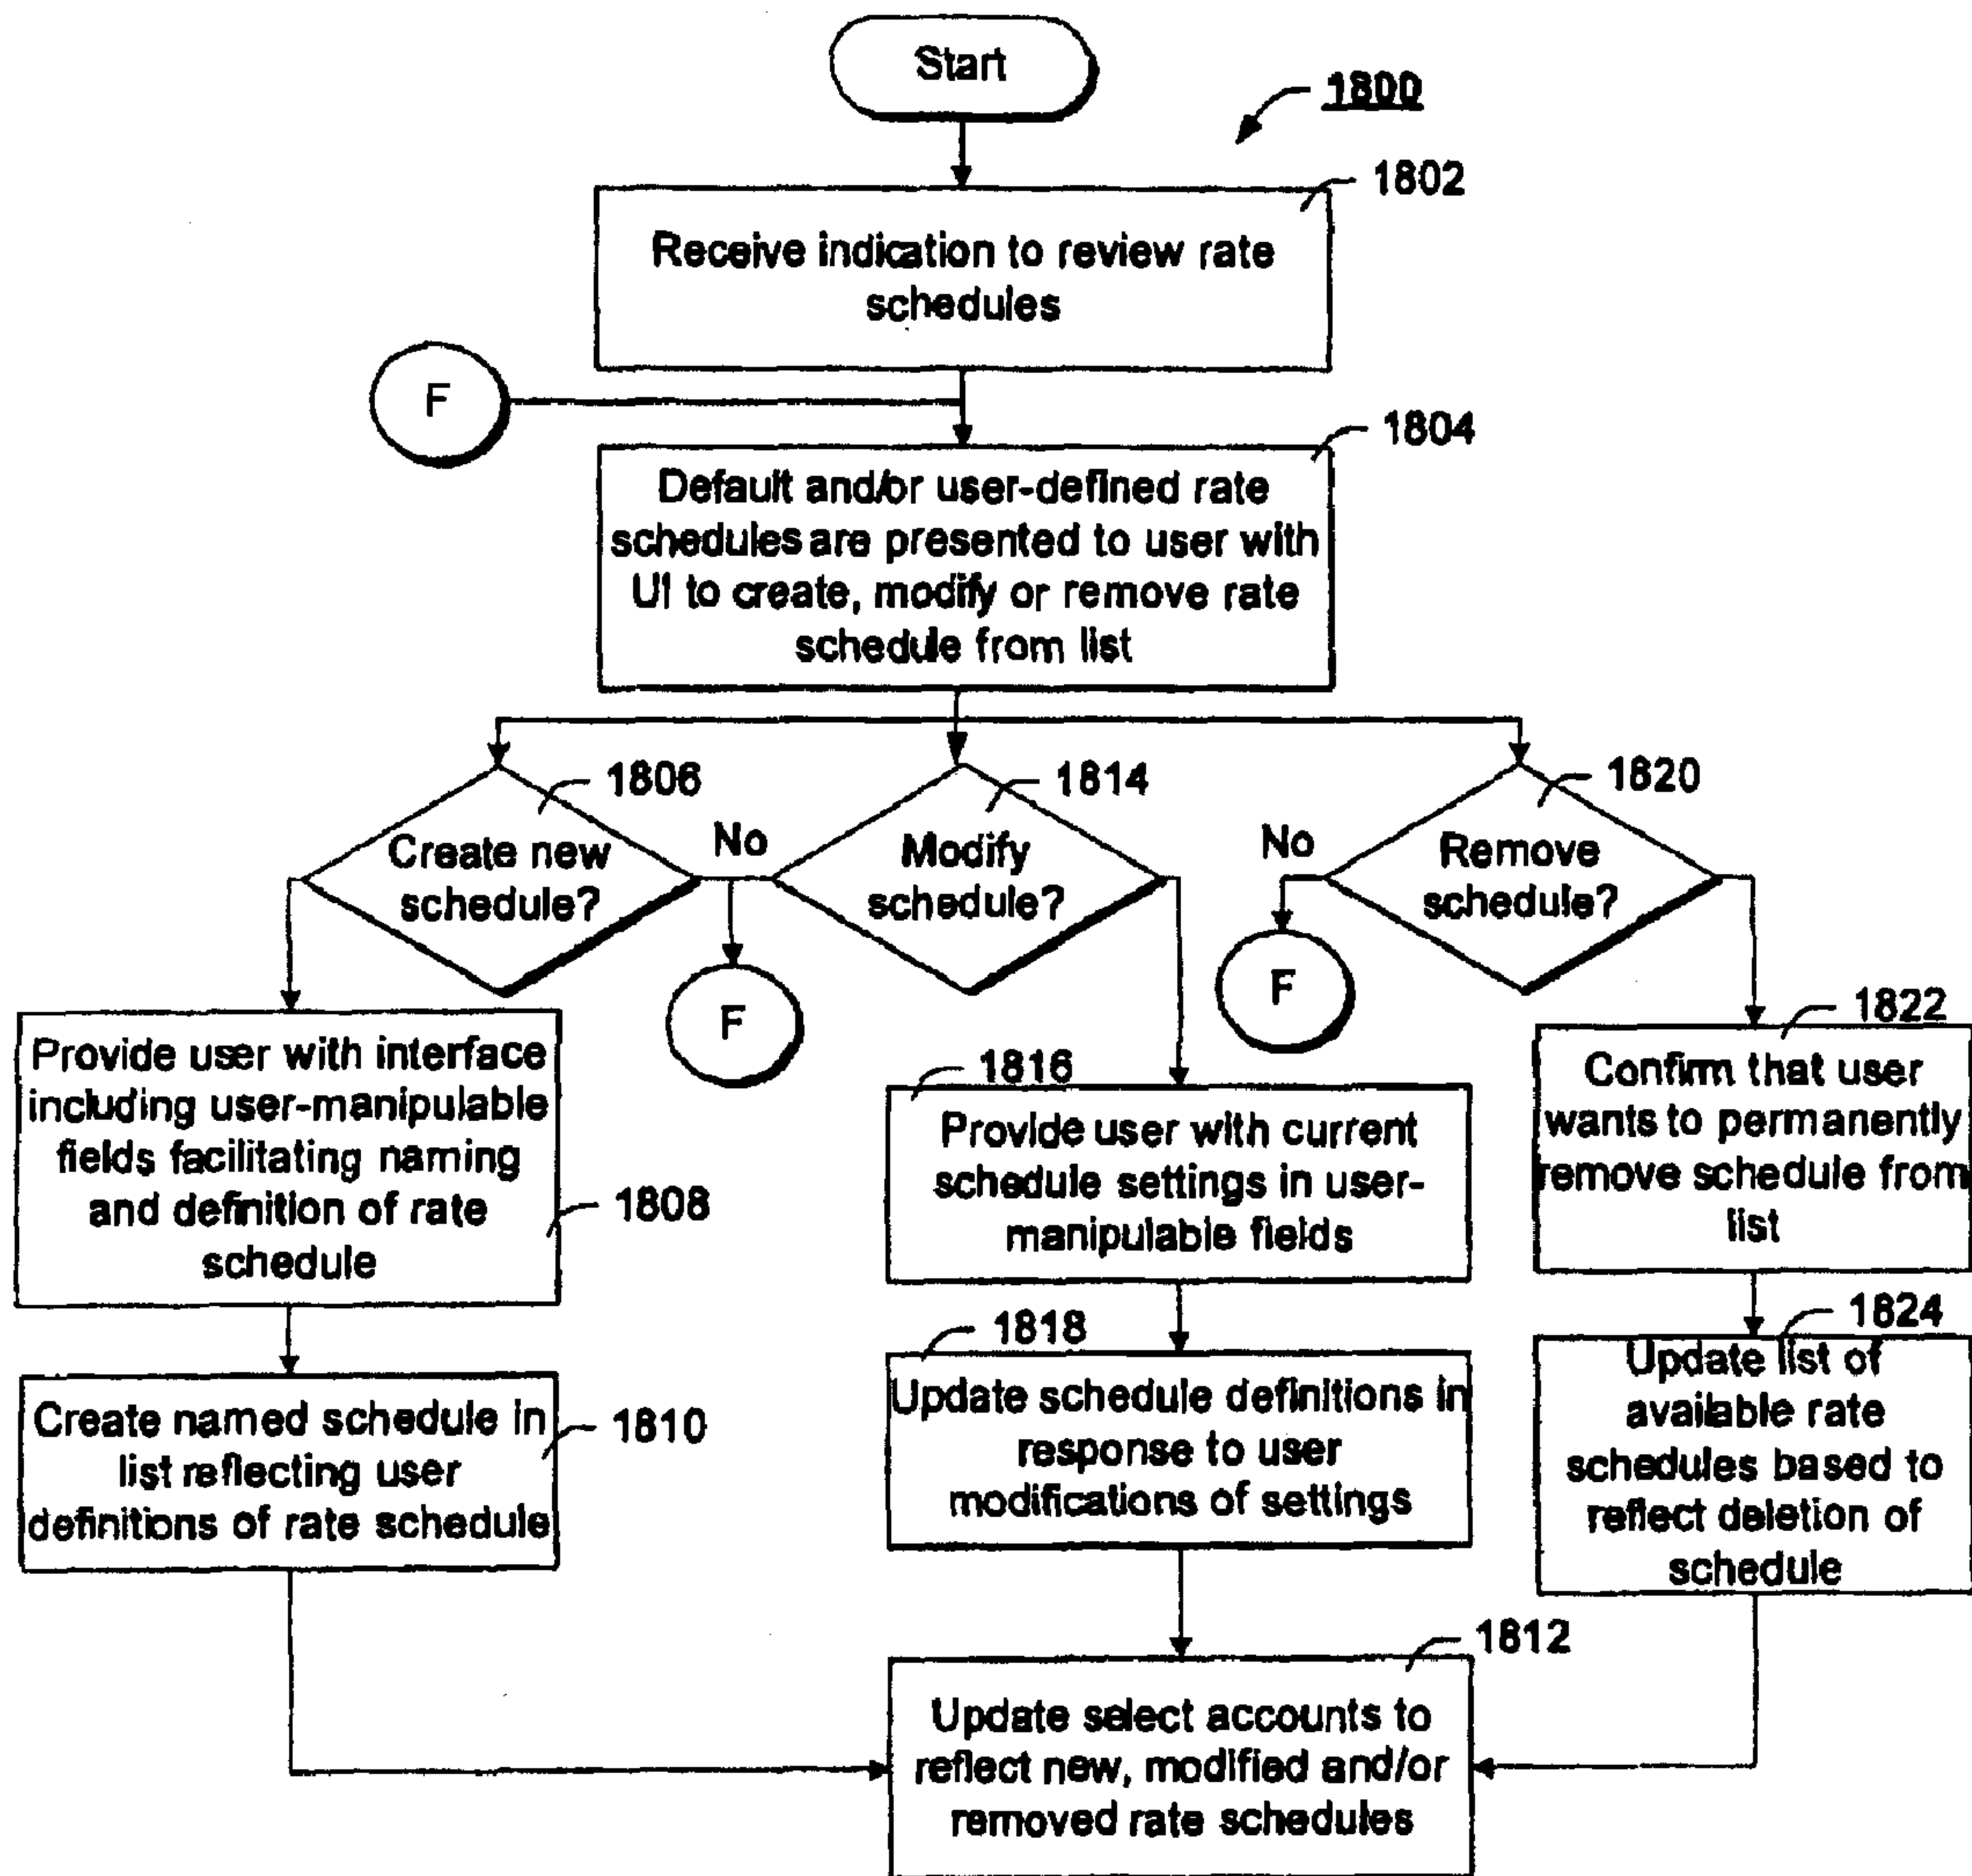 Start
1800
1802
Receive indication to review rate
schedules
F
1804
Default and/or user-defined rate
schedules are presented to user with
UI to create, modify or remove rate
schedule from list
1806
Create new
schedule?
No
F
1814
Modify
schedule?
1820
No
Remove
schedule?
F
Provide user with interface
including user-manipulable
fields facilitating naming
and definition of rate
schedule
1808
1816
Provide user with current
schedule settings in user-
manipulable fields
1822
Confirm that user
wants to permanently
remove schedule from
list
Create named schedule in
list reflecting user
definitions of rate schedule
1810
1818
Update schedule definitions in
response to user
modifications of settings
1824
Update list of
available rate
schedules based to
reflect deletion of
schedule
1812
Update select accounts to
reflect new, modified and/or
removed rate schedules